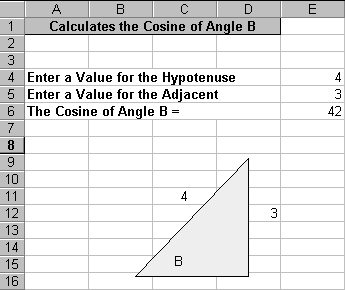 A B C D E
1 Calculates the Cosine of Angle B
2
3
4 Enter a Value for the Hypotenuse 4
5 Enter a Value for the Adjacent 3
6 The Cosine of Angle B = 42
7
8
9
10
11 4
12 3
13
14
15 B
16